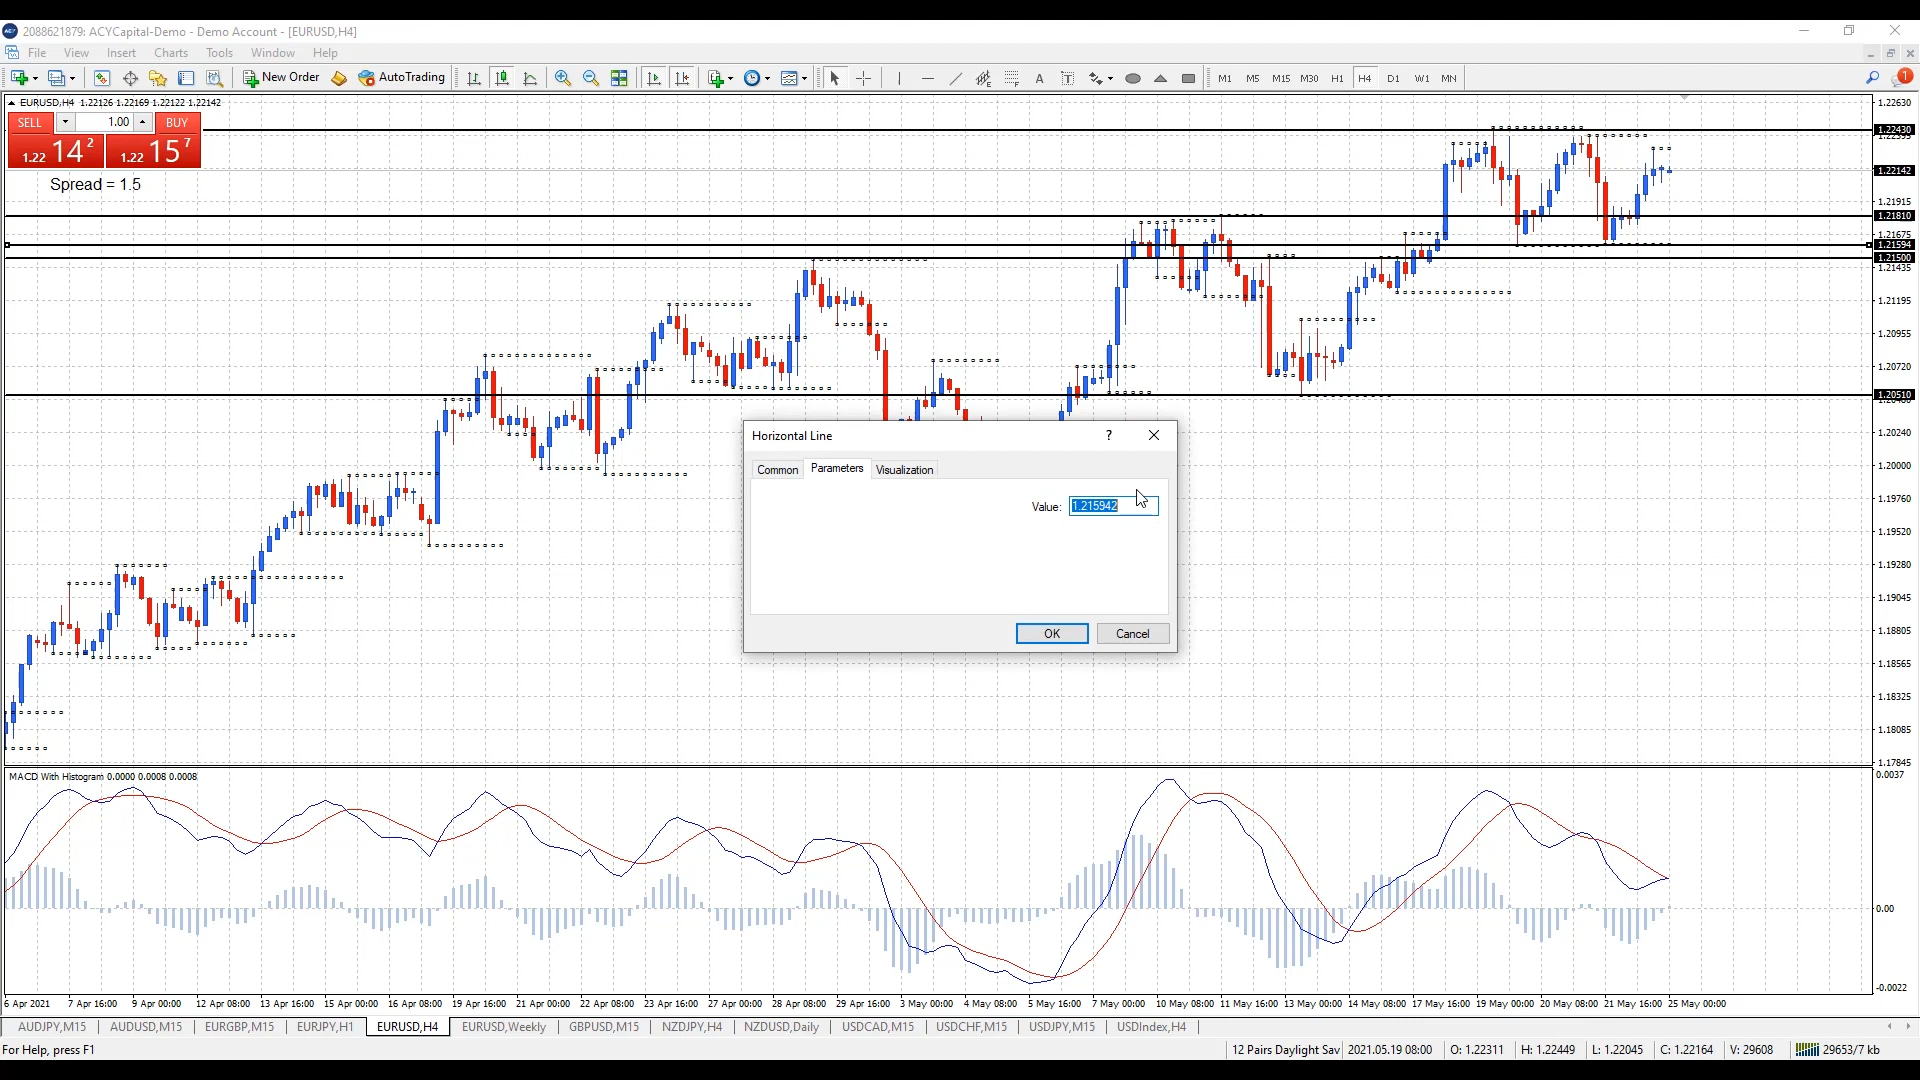 2088621879: ACYCapital-Demo - Demo Account - [EURUSD,H4]
File View Insert Charts Tools Window Help
New Order AutoTrading A T M1 M5 M15 M30 H1 H4 D1 W1 MN 1
EURUSD,H4 1.22126 1.22169 1.22122 1.22142
SELL 1.00 BUY
1.22 14 2 1.22 15 7
Spread = 1.5
1.22630
1.22430
1.22142
1.21915
1.21810
1.21675
1.21594
1.21500
1.21435
1.21195
1.20955
1.20720
1.20510
1.20240
1.20000
1.19760
1.19520
1.19280
1.19045
1.18805
1.18565
1.18325
1.18085
1.17845
Horizontal Line ?
Common Parameters Visualization
Value: 1.215942
OK Cancel
MACD With Histogram 0.0000 0.0008 0.0008
0.0037
0.00
-0.0022
6 Apr 2021 7 Apr 16:00 9 Apr 00:00 12 Apr 08:00 13 Apr 16:00 15 Apr 00:00 16 Apr 08:00 19 Apr 16:00 21 Apr 00:00 22 Apr 08:00 23 Apr 16:00 27 Apr 00:00 28 Apr 08:00 29 Apr 16:00 3 May 00:00 4 May 08:00 5 May 16:00 7 May 00:00 10 May 08:00 11 May 16:00 13 May 00:00 14 May 08:00 17 May 16:00 19 May 00:00 20 May 08:00 21 May 16:00 25 May 00:00
AUDJPY,M15 AUDUSD,M15 EURGBP,M15 EURJPY,H1 EURUSD,H4 EURUSD,Weekly GBPUSD,M15 NZDJPY,H4 NZDUSD,Daily USDCAD,M15 USDCHF,M15 USDJPY,M15 USDIndex,H4
For Help, press F1 12 Pairs Daylight Sav 2021.05.19 08:00 O: 1.22311 H: 1.22449 L: 1.22045 C: 1.22164 V: 29608 29653/7 kb